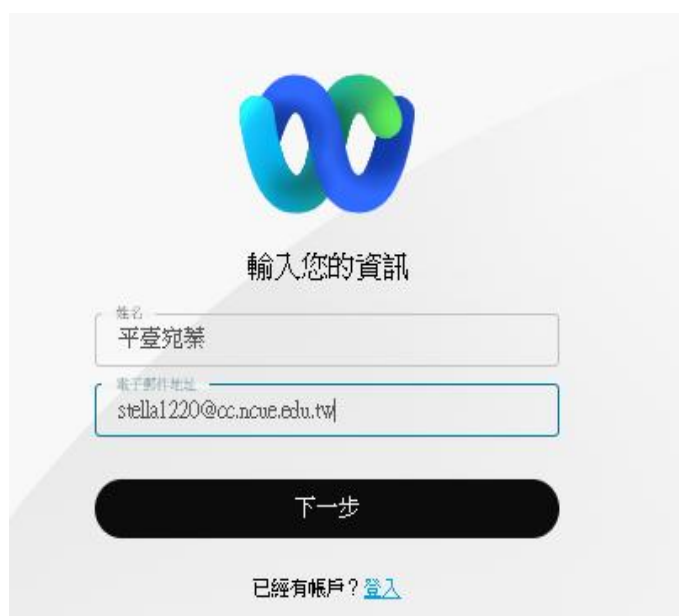 輸入您的資訊
姓名
平臺宛蓁
電子郵件地址
stella1220@cc.ncue.edu.tw
下一步
已經有帳戶？登入